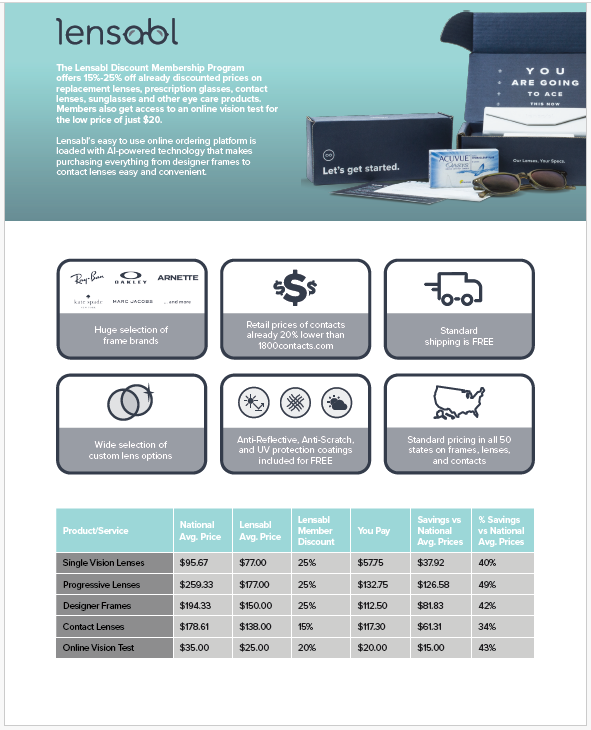 lensabl
The Lensabl Discount Membership Program
offers 15%-25% off already discounted prices on
replacement lenses, prescription glasses, contact
lenses, sunglasses and other eye care products.
Members also get access to an online vision test for
the low price of just $20.
Lensabl's easy to use online ordering platform is
loaded with AI-powered technology that makes
purchasing everything from designer frames to
contact lenses easy and convenient.
YOU
ARE GOING
TO ACE
THIS NOW
Let's get started.
ACUVUE
Our Lenses. Your Specs.
Ray-Ban OAKLEY ARNETTE
kate spade MARC JACOBS ... and more
Huge selection of
frame brands
Retail prices of contacts
already 20% lower than
1800contacts.com
Standard
shipping is FREE
Wide selection of
custom lens options
Anti-Reflective, Anti-Scratch,
and UV protection coatings
included for FREE
Standard pricing in all 50
states on frames, lenses,
and contacts
Product/Service National Avg. Price Lensabl Avg. Price Lensabl Member Discount You Pay Savings vs National Avg. Prices % Savings vs National Avg. Prices
Single Vision Lenses $95.67 $77.00 25% $57.75 $37.92 40%
Progressive Lenses $259.33 $177.00 25% $132.75 $126.58 49%
Designer Frames $194.33 $150.00 25% $112.50 $81.83 42%
Contact Lenses $178.61 $138.00 15% $117.30 $61.31 34%
Online Vision Test $35.00 $25.00 20% $20.00 $15.00 43%